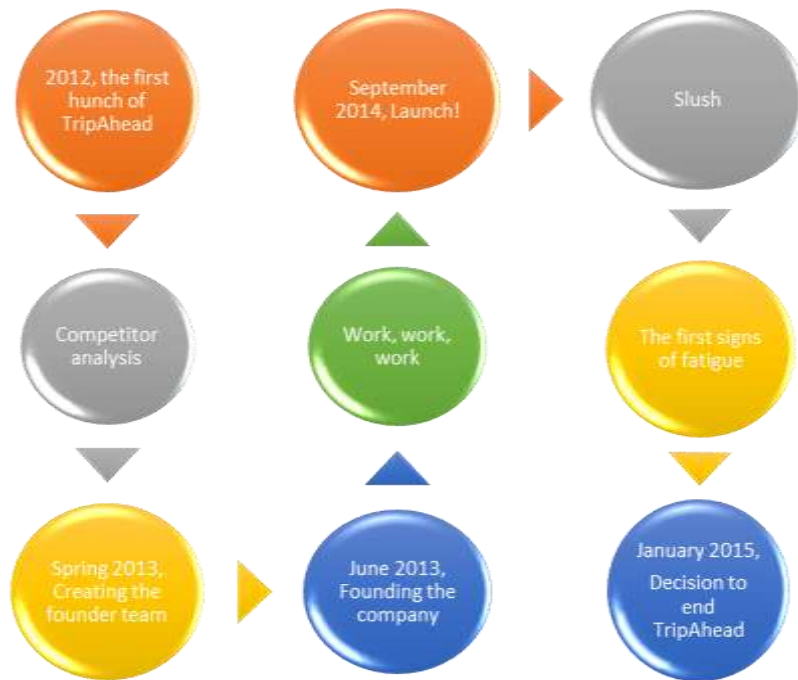 2012, the first
hunch of
TripAhead
Competitor
analysis
Spring 2013,
Creating the
founder team
June 2013,
Founding the
company
Work, work,
work
September
2014, Launch!
Slush
The first signs
of fatigue
January 2015,
Decision to
end
TripAhead